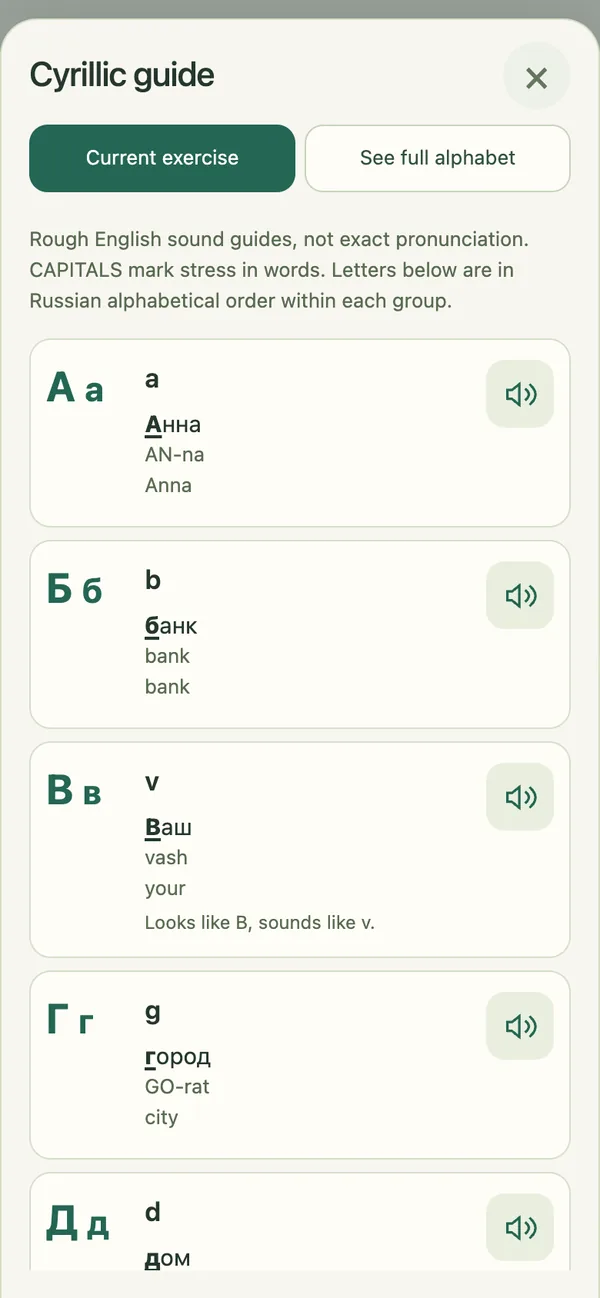 Cyrillic guide
Current exercise
See full alphabet
Rough English sound guides, not exact pronunciation.
CAPITALS mark stress in words. Letters below are in
Russian alphabetical order within each group.
А а
a
Анна
AN-na
Anna
Б б
b
банк
bank
bank
В в
v
Ваш
vash
your
Looks like B, sounds like v.
Г г
g
город
GO-rat
city
Д д
d
дом